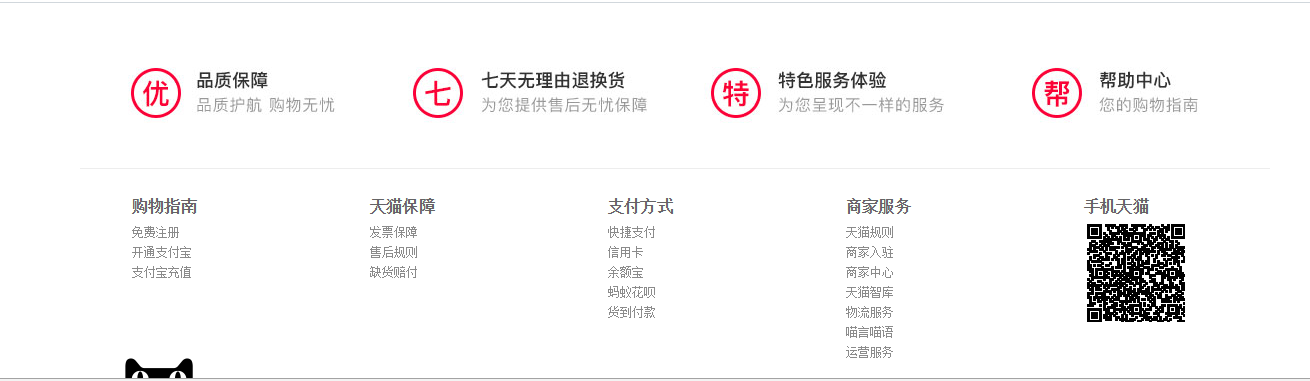 优
品质保障
品质护航 购物无忧
七
七天无理由退换货
为您提供售后无忧保障
特
特色服务体验
为您呈现不一样的服务
帮
帮助中心
您的购物指南
购物指南
免费注册
开通支付宝
支付宝充值
天猫保障
发票保障
售后规则
缺货赔付
支付方式
快捷支付
信用卡
余额宝
蚂蚁花呗
货到付款
商家服务
天猫规则
商家入驻
商家中心
天猫智库
物流服务
喵言喵语
运营服务
手机天猫